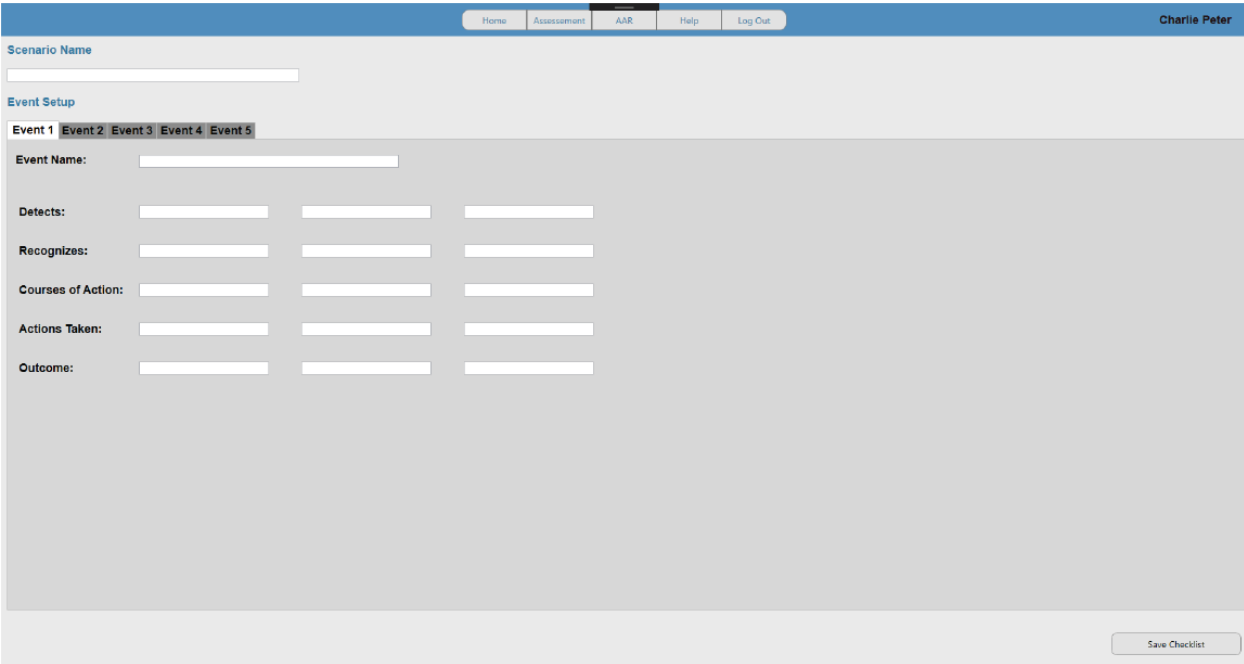 Home Assessement AAR Help Log Out Charlie Peter
Scenario Name
Event Setup
Event 1 Event 2 Event 3 Event 4 Event 5
Event Name:
Detects:
Recognizes:
Courses of Action:
Actions Taken:
Outcome:
Save Checklist